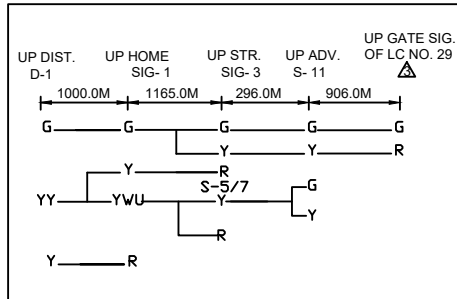 UP DIST. UP HOME UP STR. UP ADV. UP GATE SIG.
D-1 SIG- 1 SIG- 3 S- 11 OF LC NO. 29
3
1000.0M 1165.0M 296.0M 906.0M
G G G G G
Y Y R
Y R
S-5/7
YY YWU Y G
Y
R
Y R